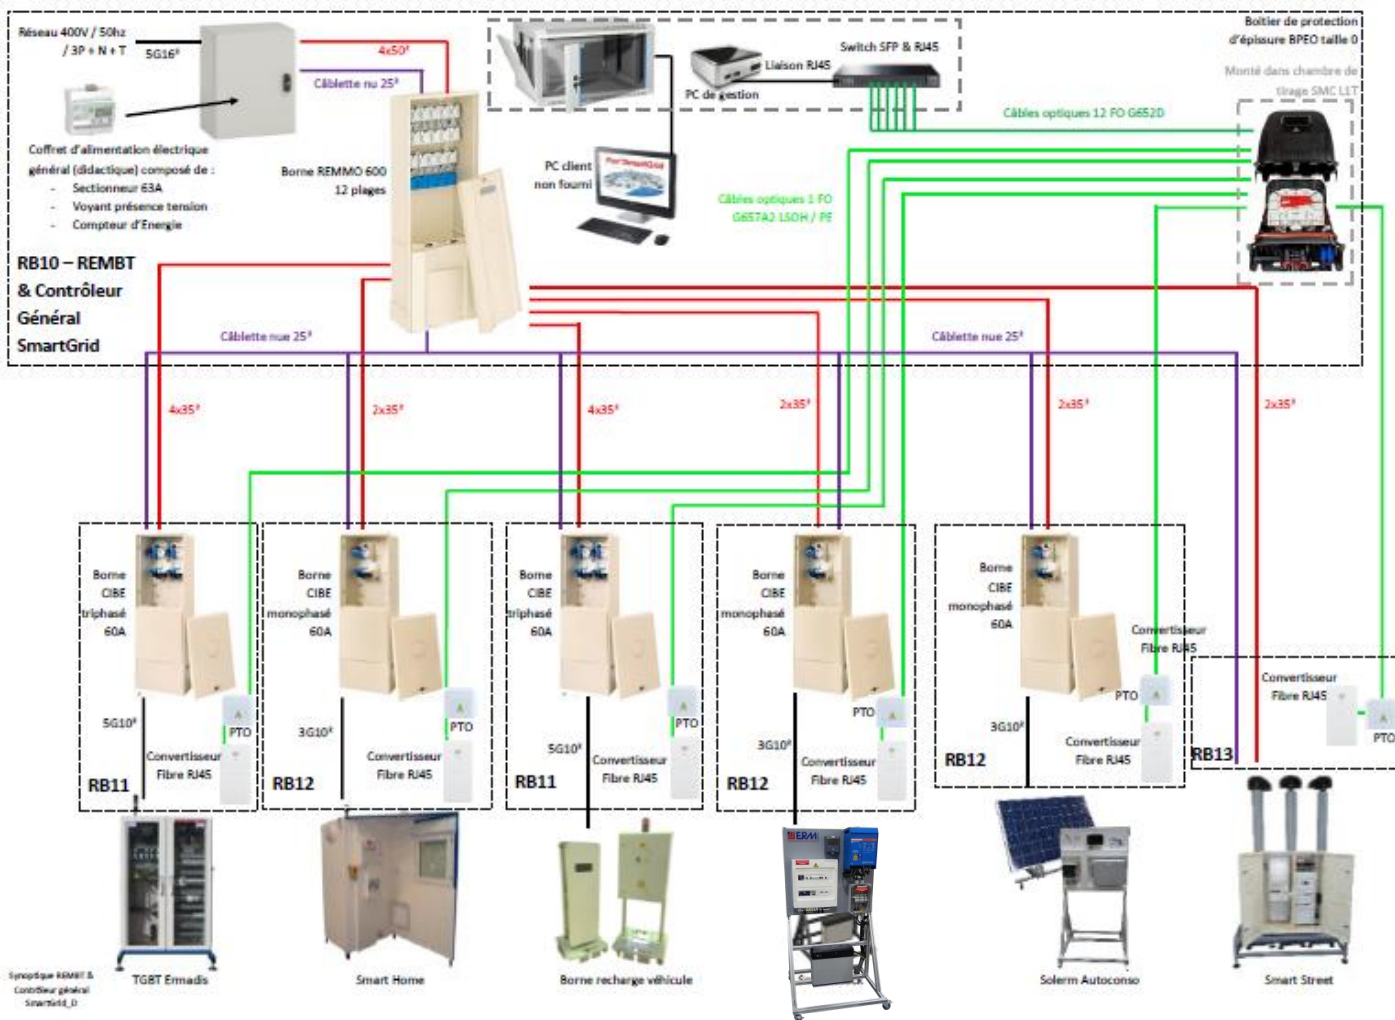 Réseau 400V / 50hz
/ 3P + N + T
5G16²
4x50²
Câblette nu 25²
Coffret d'alimentation électrique
général (didactique) composé de :
- Sectionneur 63A
- Voyant présence tension
- Compteur d'Energie
RB10 – REMBT
& Contrôleur
Général
SmartGrid
Borne REMMO 600
12 plages
Liaison RJ45
PC de gestion
Switch SFP & RJ45
PC client
non fourni
Boitier de protection
d'épissure BPEO taille 0
Monté dans chambre de
tirage SMC L1T
Câbles optiques 12 FO G652D
Câbles optiques 1 FO
G657A2 LSOH / PE
Câblette nue 25²
Câblette nue 25²
4x35²
2x35²
4x35²
2x35²
2x35²
2x35²
Borne
CIBE
triphasé
60A
5G10²
PTO
Convertisseur
Fibre RJ45
RB11
Borne
CIBE
monophasé
60A
3G10²
PTO
Convertisseur
Fibre RJ45
RB12
Borne
CIBE
triphasé
60A
5G10²
PTO
Convertisseur
Fibre RJ45
RB11
Borne
CIBE
monophasé
60A
3G10²
PTO
Convertisseur
Fibre RJ45
RB12
Borne
CIBE
monophasé
60A
3G10²
Convertisseur
Fibre RJ45
PTO
Convertisseur
Fibre RJ45
RB12
Convertisseur
Fibre RJ45
PTO
RB13
TGBT Ermadis
Smart Home
Borne recharge véhicule
ERM
Solerm Autoconso
Smart Street
Synoptique REMBT &
Contrôleur général
SmartGrid_D